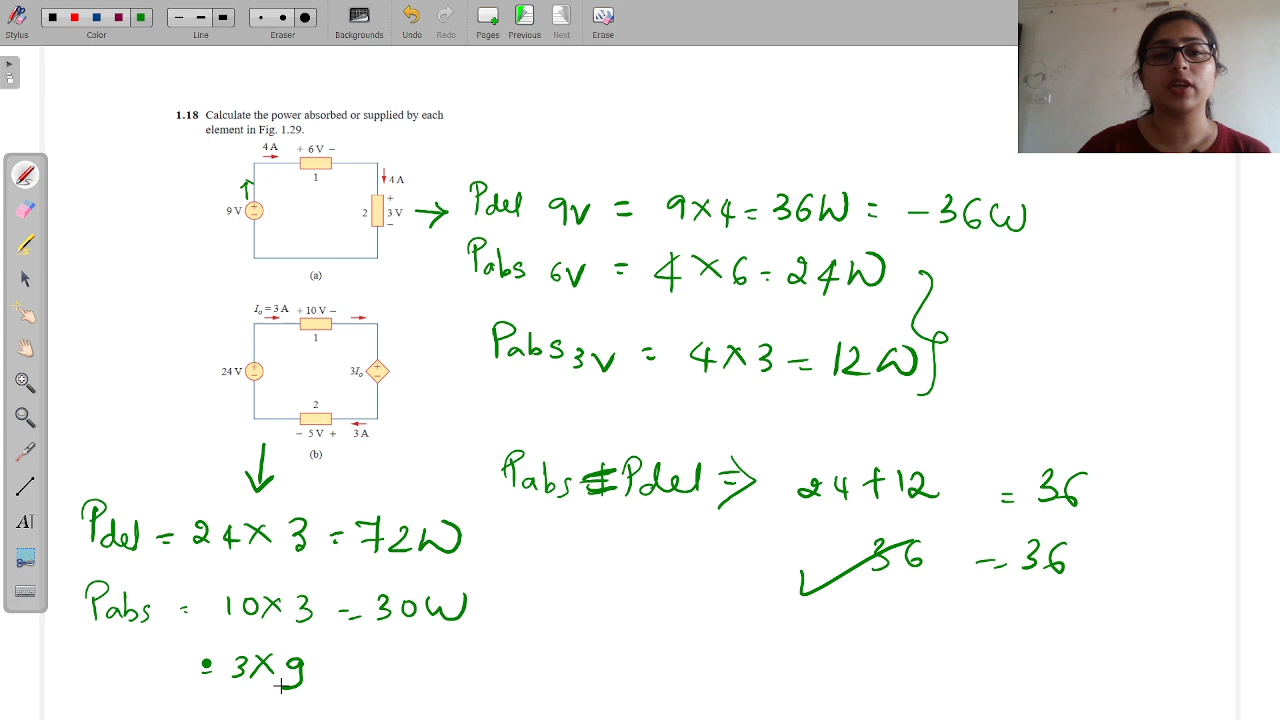 Stylus
Color
Line
Eraser
Backgrounds
Undo
Redo
Pages
Previous
Next
Erase
1.18 Calculate the power absorbed or supplied by each
element in Fig. 1.29.
4 A + 6 V −
1
4 A
9 V + −
2 + 3 V −
(a)
I₀ = 3 A + 10 V −
1
24 V + −
3I₀ + −
2
− 5 V + 3 A
(b)
→ Pdel 9V = 9 × 4 = 36W = -36W
Pabs 6V = 4 × 6 = 24W
Pabs 3V = 4 × 3 = 12W
Pabs = Pdel ⇒ 24 + 12 = 36
36 = 36
Pdel = 24 × 3 = 72W
Pabs = 10 × 3 = 30W
= 3 × 9